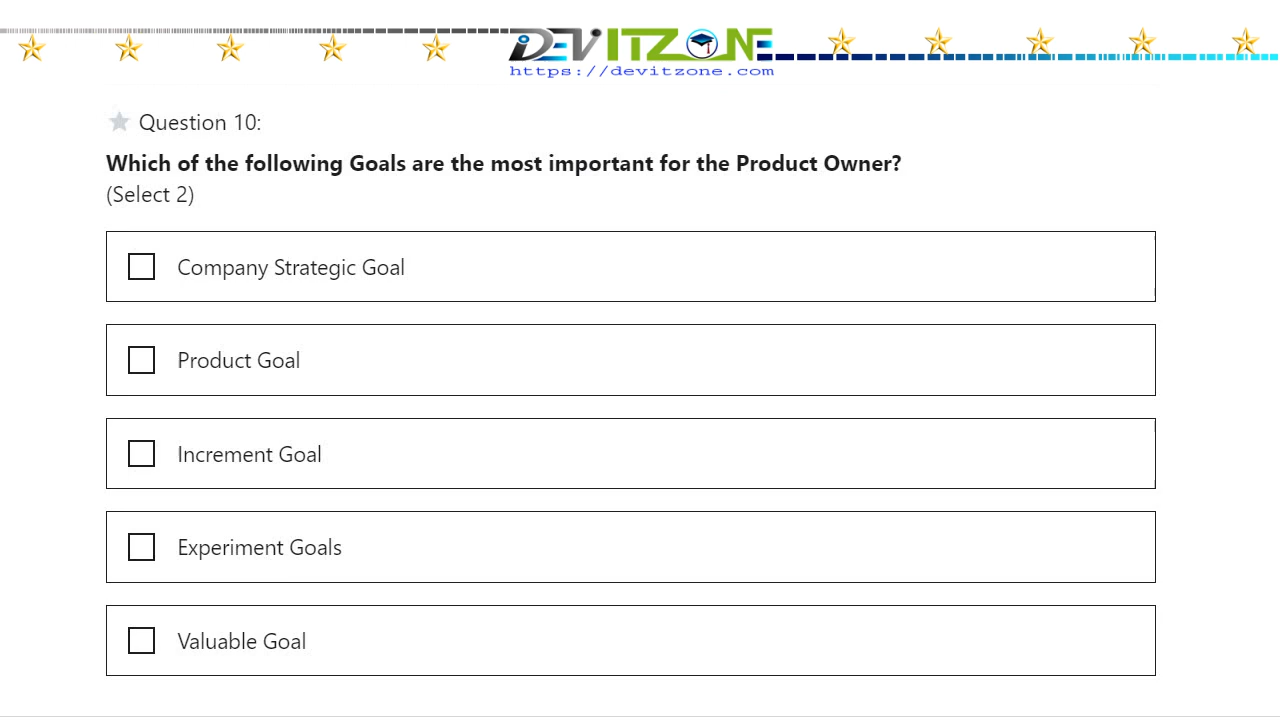 DEVITZONE
https://devitzone.com
Question 10:
Which of the following Goals are the most important for the Product Owner?
(Select 2)
Company Strategic Goal
Product Goal
Increment Goal
Experiment Goals
Valuable Goal